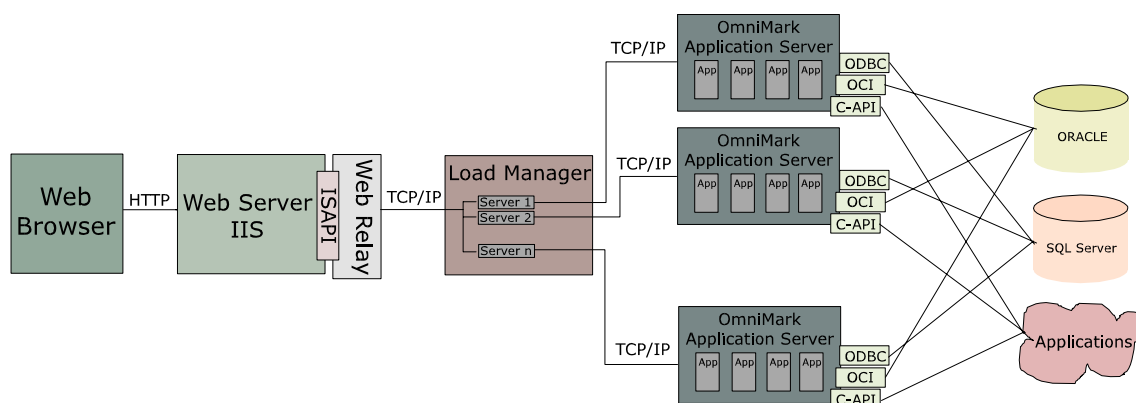 Web
Browser
HTTP
Web Server
IIS
ISAPI
Web Relay
TCP/IP
Load Manager
Server 1
Server 2
Server n
TCP/IP
OmniMark
Application Server
App
App
App
App
ODBC
OCI
C-API
TCP/IP
OmniMark
Application Server
App
App
App
App
ODBC
OCI
C-API
TCP/IP
OmniMark
Application Server
App
App
App
App
ODBC
OCI
C-API
ORACLE
SQL Server
Applications